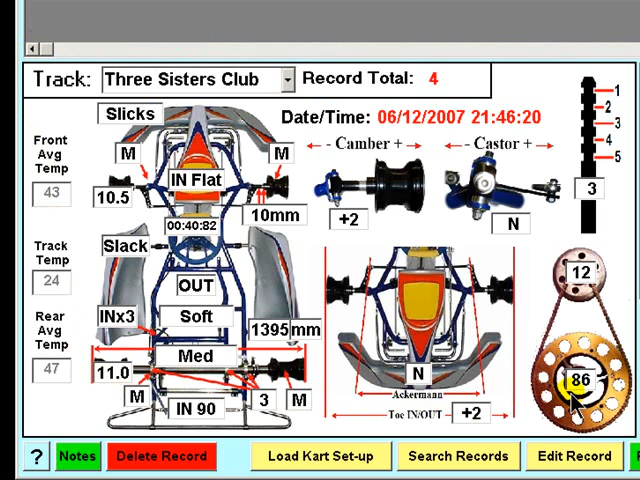 Track: Three Sisters Club Record Total: 4
Slicks
Date/Time: 06/12/2007 21:46:20
- Camber +
- Castor +
1
2
3
4
5
Front
Avg
Temp
43
M
M
IN Flat
10.5
10mm
+2
N
3
00:40:82
Track
Temp
24
Slack
OUT
12
INx3
Soft
1395mm
Rear
Avg
Temp
47
Med
11.0
N
86
M
3
M
IN 90
Ackermann
Toe IN/OUT
+2
?
Notes
Delete Record
Load Kart Set-up
Search Records
Edit Record